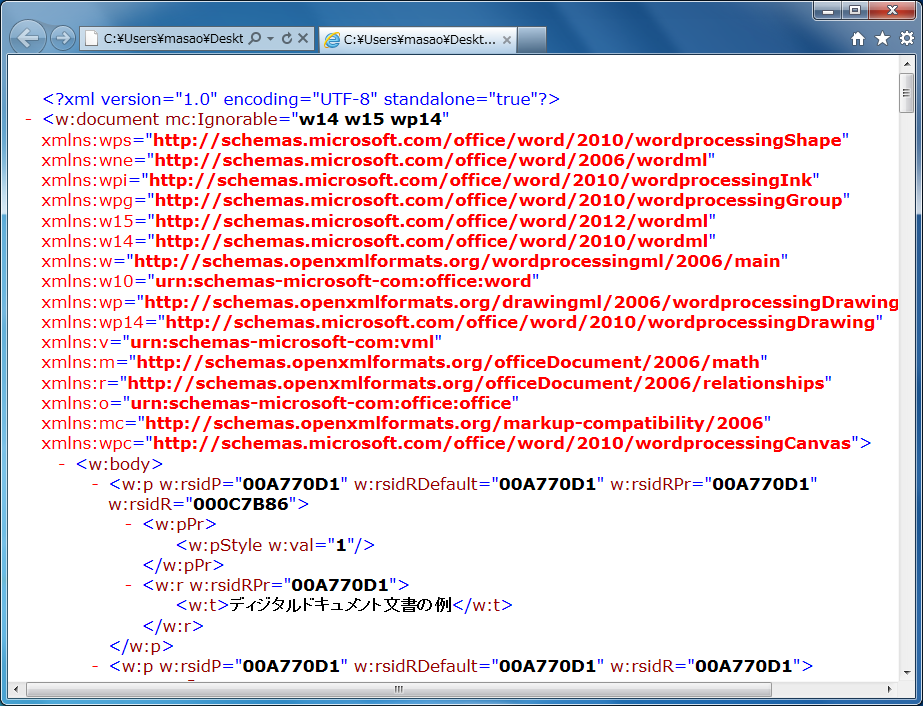 C:¥Users¥masao¥Deskt
C:¥Users¥masao¥Deskt...
<?xml version="1.0" encoding="UTF-8" standalone="true"?>
- <w:document mc:Ignorable="w14 w15 wp14"
xmlns:wps="http://schemas.microsoft.com/office/word/2010/wordprocessingShape"
xmlns:wne="http://schemas.microsoft.com/office/word/2006/wordml"
xmlns:wpi="http://schemas.microsoft.com/office/word/2010/wordprocessingInk"
xmlns:wpg="http://schemas.microsoft.com/office/word/2010/wordprocessingGroup"
xmlns:w15="http://schemas.microsoft.com/office/word/2012/wordml"
xmlns:w14="http://schemas.microsoft.com/office/word/2010/wordml"
xmlns:w="http://schemas.openxmlformats.org/wordprocessingml/2006/main"
xmlns:w10="urn:schemas-microsoft-com:office:word"
xmlns:wp="http://schemas.openxmlformats.org/drawingml/2006/wordprocessingDrawing
xmlns:wp14="http://schemas.microsoft.com/office/word/2010/wordprocessingDrawing"
xmlns:v="urn:schemas-microsoft-com:vml"
xmlns:m="http://schemas.openxmlformats.org/officeDocument/2006/math"
xmlns:r="http://schemas.openxmlformats.org/officeDocument/2006/relationships"
xmlns:o="urn:schemas-microsoft-com:office:office"
xmlns:mc="http://schemas.openxmlformats.org/markup-compatibility/2006"
xmlns:wpc="http://schemas.microsoft.com/office/word/2010/wordprocessingCanvas">
- <w:body>
- <w:p w:rsidP="00A770D1" w:rsidRDefault="00A770D1" w:rsidRPr="00A770D1"
w:rsidR="000C7B86">
- <w:pPr>
<w:pStyle w:val="1"/>
</w:pPr>
- <w:r w:rsidRPr="00A770D1">
<w:t>ディジタルドキュメント文書の例</w:t>
</w:r>
</w:p>
- <w:p w:rsidP="00A770D1" w:rsidRDefault="00A770D1" w:rsidR="00A770D1">